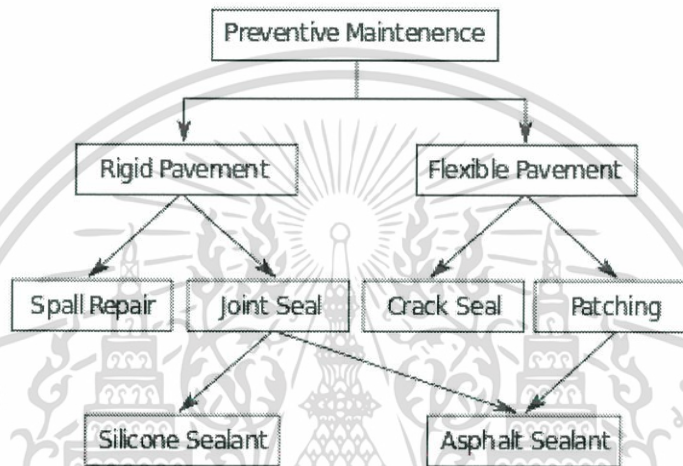 Preventive Maintenence
Rigid Pavement
Flexible Pavement
Spall Repair
Joint Seal
Crack Seal
Patching
Silicone Sealant
Asphalt Sealant